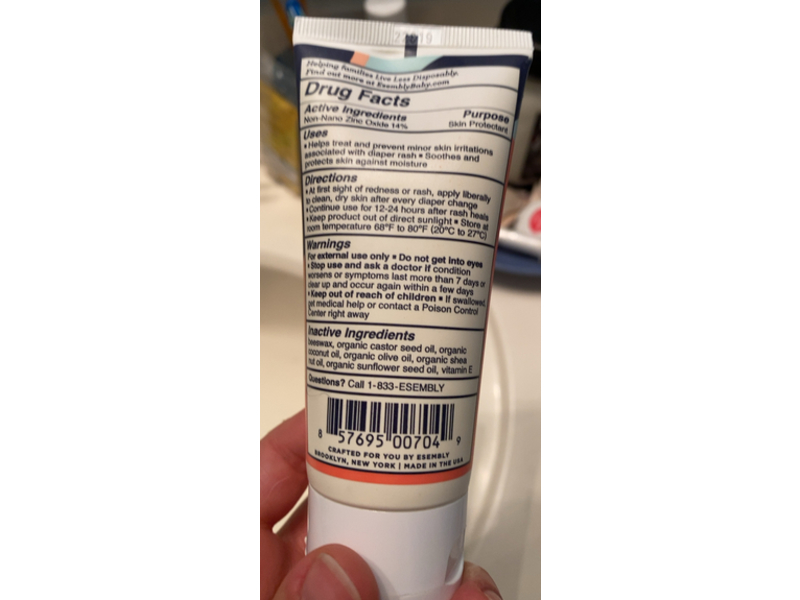 22019
Helping families Live Less Disposably.
Find out more at EsemblyBaby.com
Drug Facts
Active Ingredients Purpose
Non-Nano Zinc Oxide 14% Skin Protectant
Uses
• Helps treat and prevent minor skin irritations
associated with diaper rash ▪ Soothes and
protects skin against moisture
Directions
• At first sight of redness or rash, apply liberally
to clean, dry skin after every diaper change
• Continue use for 12-24 hours after rash heals
• Keep product out of direct sunlight ▪ Store at
room temperature 68°F to 80°F (20°C to 27°C)
Warnings
For external use only ▪ Do not get into eyes
• Stop use and ask a doctor if condition
worsens or symptoms last more than 7 days or
clear up and occur again within a few days
• Keep out of reach of children ▪ If swallowed,
get medical help or contact a Poison Control
Center right away
Inactive Ingredients
beeswax, organic castor seed oil, organic
coconut oil, organic olive oil, organic shea
nut oil, organic sunflower seed oil, vitamin E
Questions? Call 1-833-ESEMBLY
8 57695 00704 9
CRAFTED FOR YOU BY ESEMBLY
BROOKLYN, NEW YORK | MADE IN THE USA